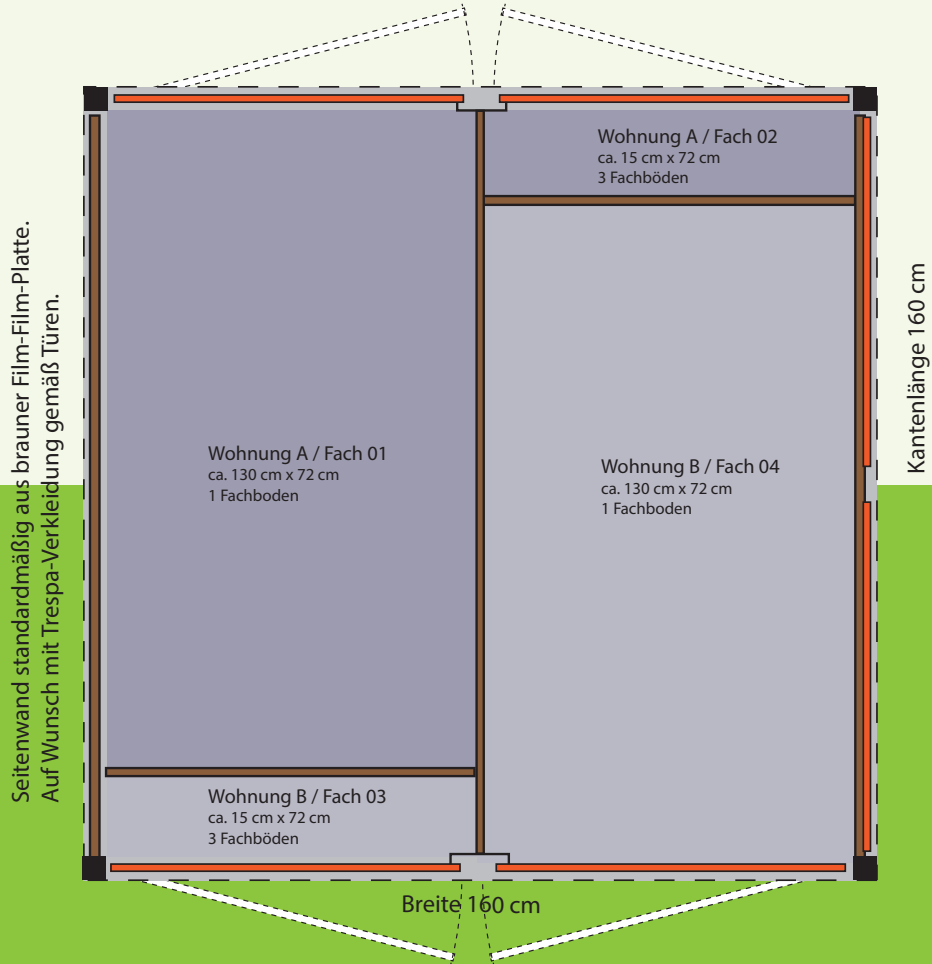 Wohnung A / Fach 02
ca. 15 cm x 72 cm
3 Fachböden
Seitenwand standardmäßig aus brauner Film-Film-Platte.
Auf Wunsch mit Trespa-Verkleidung gemäß Türen.
Kantenlänge 160 cm
Wohnung A / Fach 01
ca. 130 cm x 72 cm
1 Fachboden
Wohnung B / Fach 04
ca. 130 cm x 72 cm
1 Fachboden
Wohnung B / Fach 03
ca. 15 cm x 72 cm
3 Fachböden
Breite 160 cm